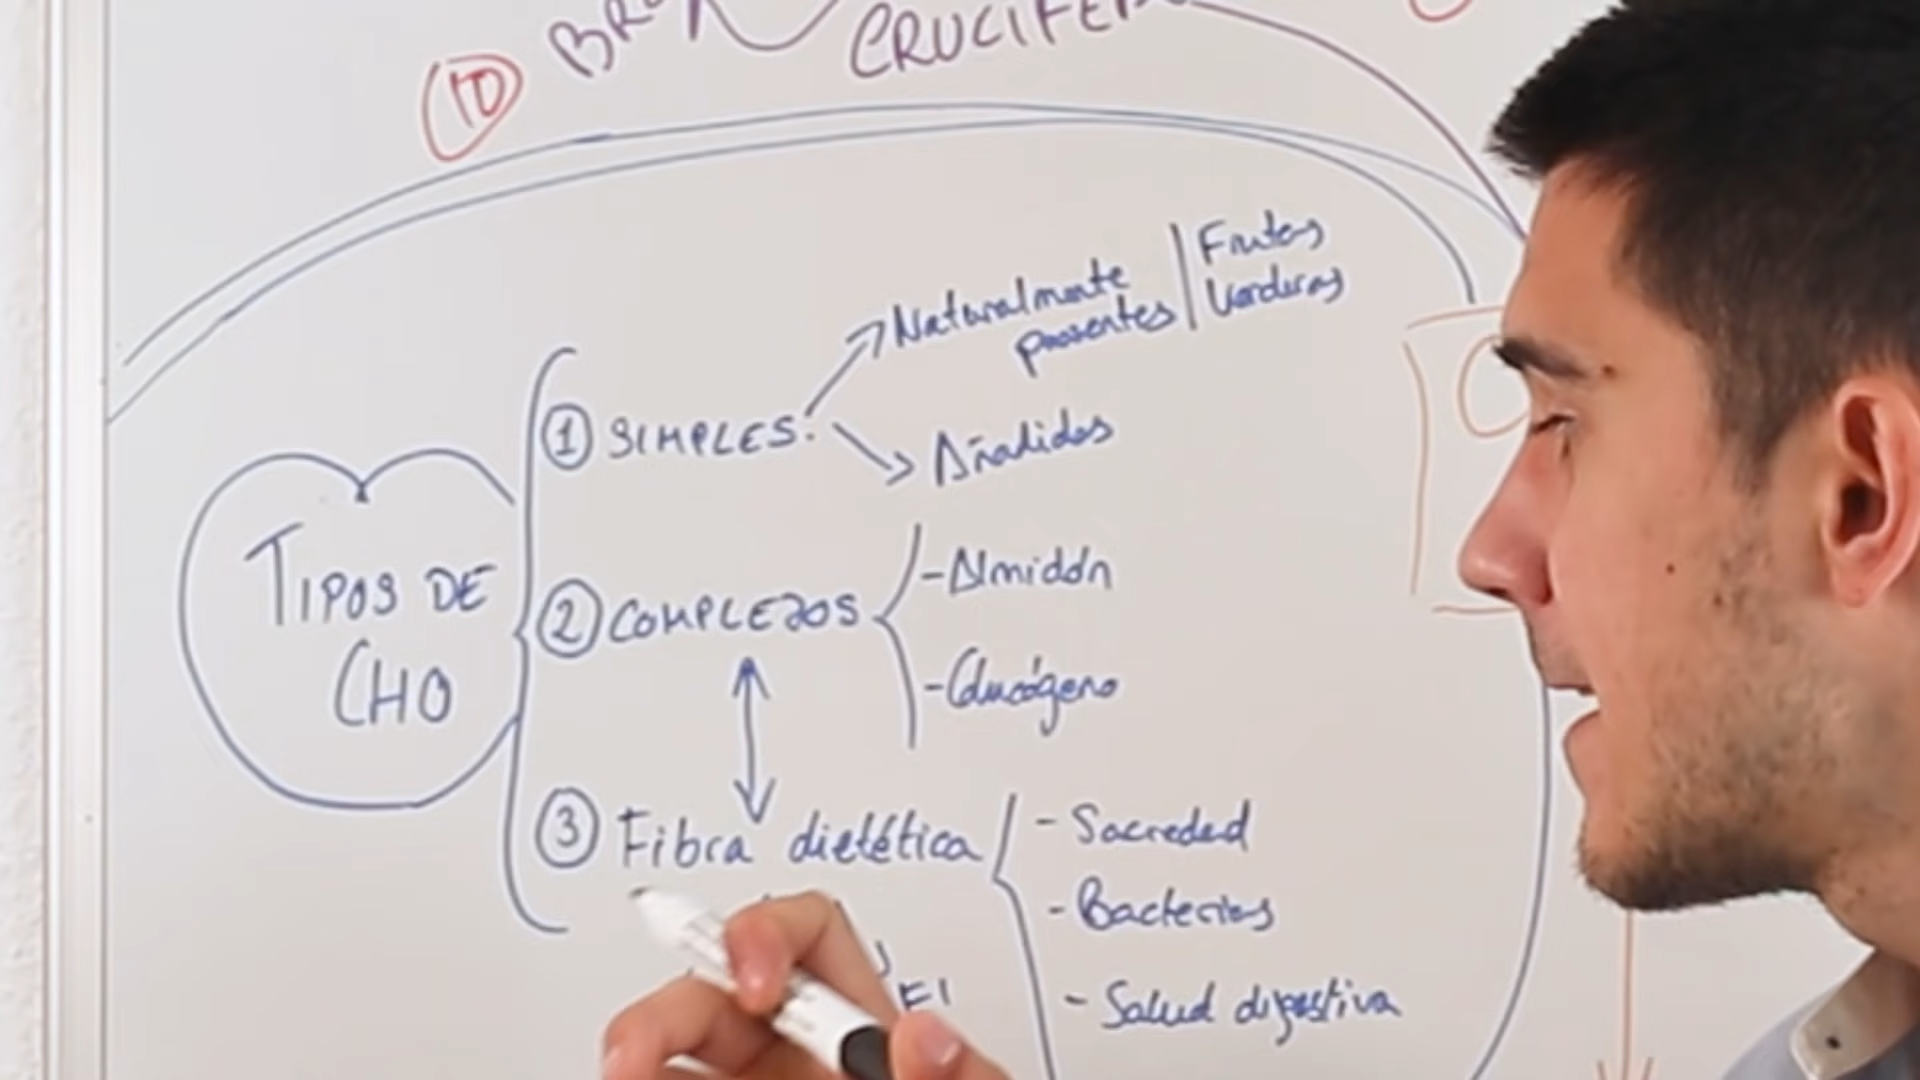 10
CRUCIFER
Naturalmente
presentes
Frutas
Verduras
1 SIMPLES:
Añadidos
TIPOS DE
CHO
2 COMPLEJOS
-Almidón
-Glucógeno
3 Fibra dietética
- Saciedad
- Bacterias
- Salud digestiva